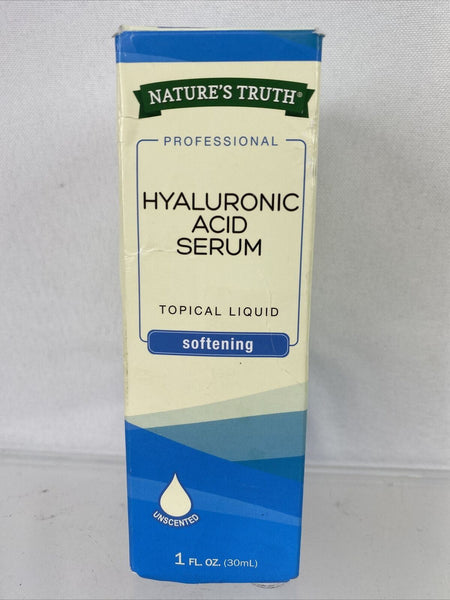 NATURE'S TRUTH®
PROFESSIONAL
HYALURONIC
ACID
SERUM
TOPICAL LIQUID
softening
UNSCENTED
1 FL. OZ. (30mL)